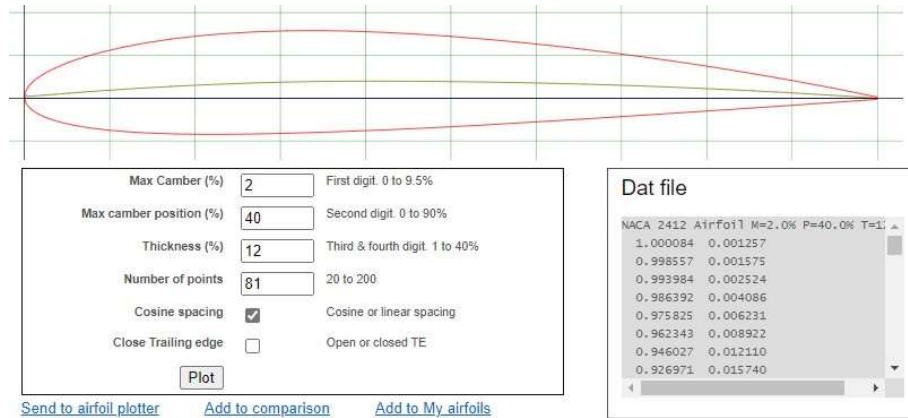 Max Camber (%) 2 First digit. 0 to 9.5%
Max camber position (%) 40 Second digit. 0 to 90%
Thickness (%) 12 Third & fourth digit. 1 to 40%
Number of points 81 20 to 200
Cosine spacing Cosine or linear spacing
Close Trailing edge Open or closed TE
Plot
Send to airfoil plotter Add to comparison Add to My airfoils
Dat file
NACA 2412 Airfoil M=2.0% P=40.0% T=12
1.000084 0.001257
0.998557 0.001575
0.993984 0.002524
0.986392 0.004086
0.975825 0.006231
0.962343 0.008922
0.946027 0.012110
0.926971 0.015740